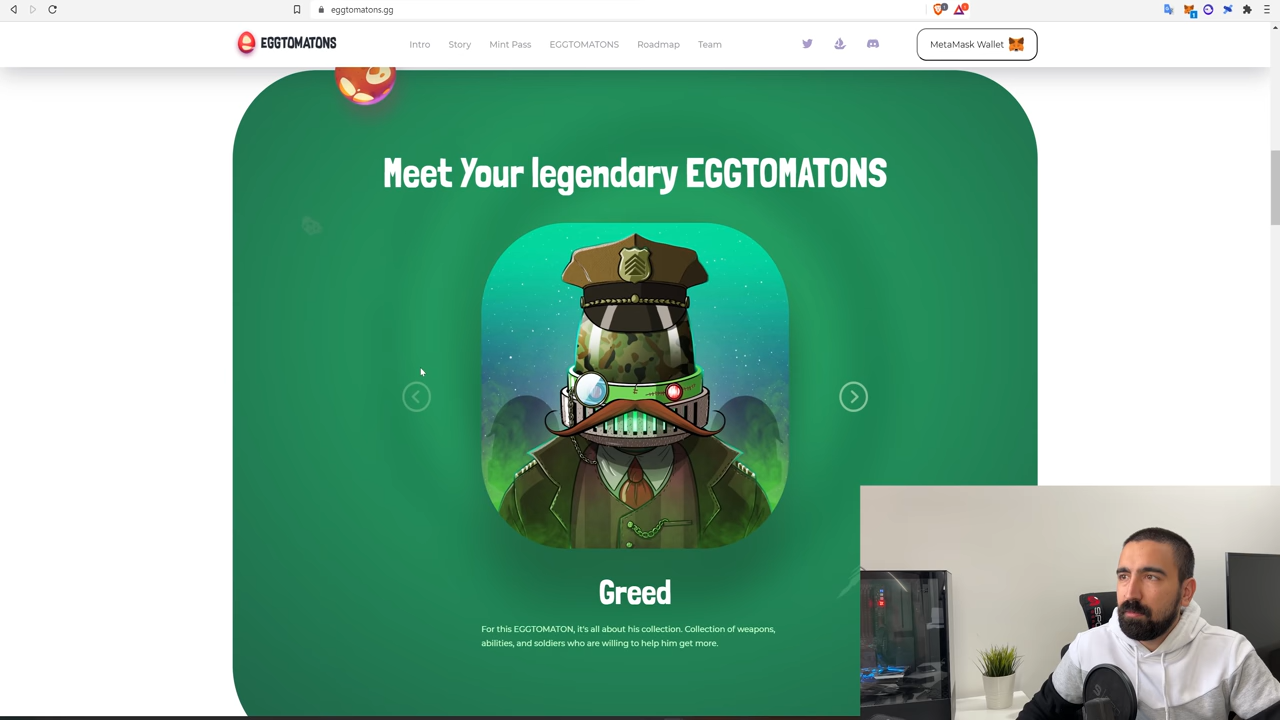 eggtomatons.gg
EGGTOMATONS
Intro
Story
Mint Pass
EGGTOMATONS
Roadmap
Team
MetaMask Wallet
Meet Your legendary EGGTOMATONS
Greed
For this EGGTOMATON, it's all about his collection. Collection of weapons,
abilities, and soldiers who are willing to help him get more.